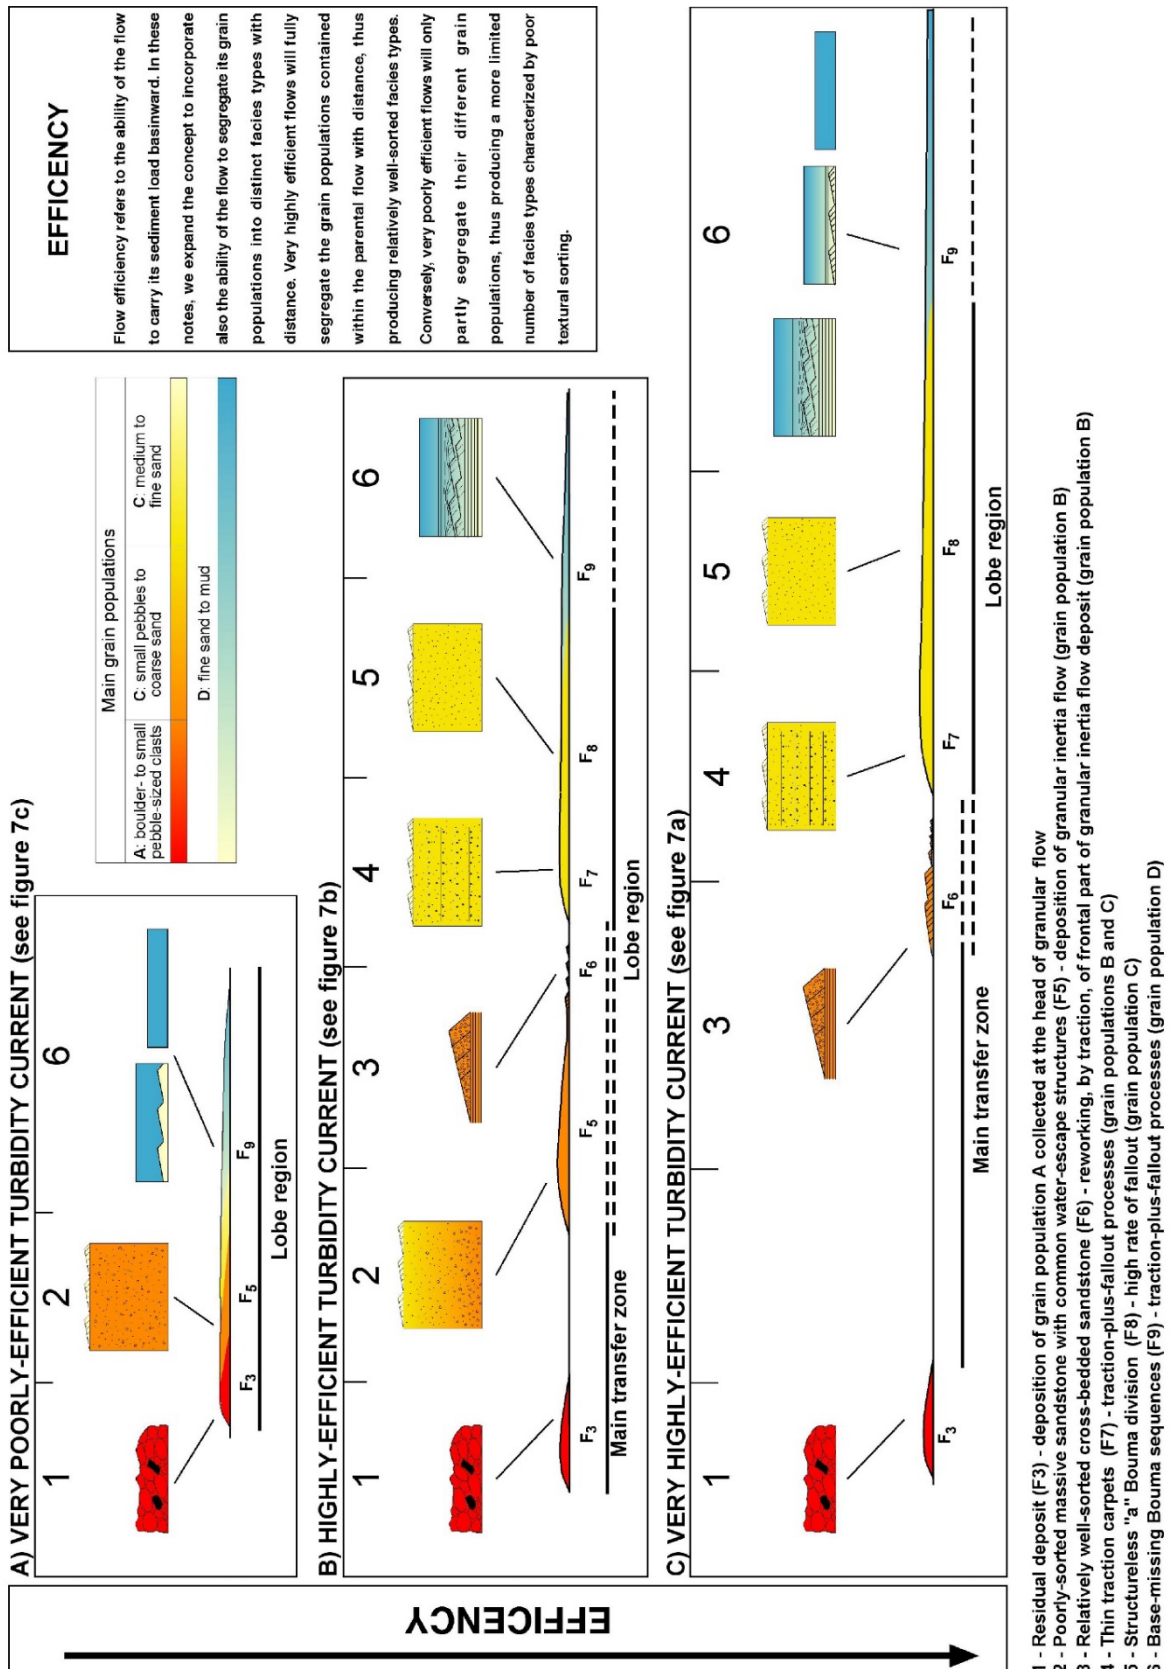 EFFICENCY
Flow efficiency refers to the ability of the flow
to carry its sediment load basinward. In these
notes, we expand the concept to incorporate
also the ability of the flow to segregate its grain
populations into distinct facies types with
distance. Very highly efficient flows will fully
segregate the grain populations contained
within the parental flow with distance, thus
producing relatively well-sorted facies types.
Conversely, very poorly efficient flows will only
partly segregate their different grain
populations, thus producing a more limited
number of facies types characterized by poor
textural sorting.
Main grain populations
A: boulder- to small
pebble-sized clasts
C: small pebbles to
coarse sand
C: medium to
fine sand
D: fine sand to mud
A) VERY POORLY-EFFICIENT TURBIDITY CURRENT (see figure 7c)
1
2
6
F3
F5
F9
Lobe region
B) HIGHLY-EFFICIENT TURBIDITY CURRENT (see figure 7b)
1
2
3
4
5
6
F3
F5
F6
F7
F8
F9
Main transfer zone
Lobe region
C) VERY HIGHLY-EFFICIENT TURBIDITY CURRENT (see figure 7a)
1
3
4
5
6
F3
F6
F7
F8
F9
Main transfer zone
Lobe region
EFFICENCY
1 - Residual deposit (F3) - deposition of grain population A collected at the head of granular flow
2 - Poorly-sorted massive sandstone with common water-escape structures (F5) - deposition of granular inertia flow (grain population B)
3 - Relatively well-sorted cross-bedded sandstone (F6) - reworking, by traction, of frontal part of granular inertia flow deposit (grain population B)
4 - Thin traction carpets (F7) - traction-plus-fallout processes (grain populations B and C)
5 - Structureless "a" Bouma division (F8) - high rate of fallout (grain population C)
6 - Base-missing Bouma sequences (F9) - traction-plus-fallout processes (grain population D)